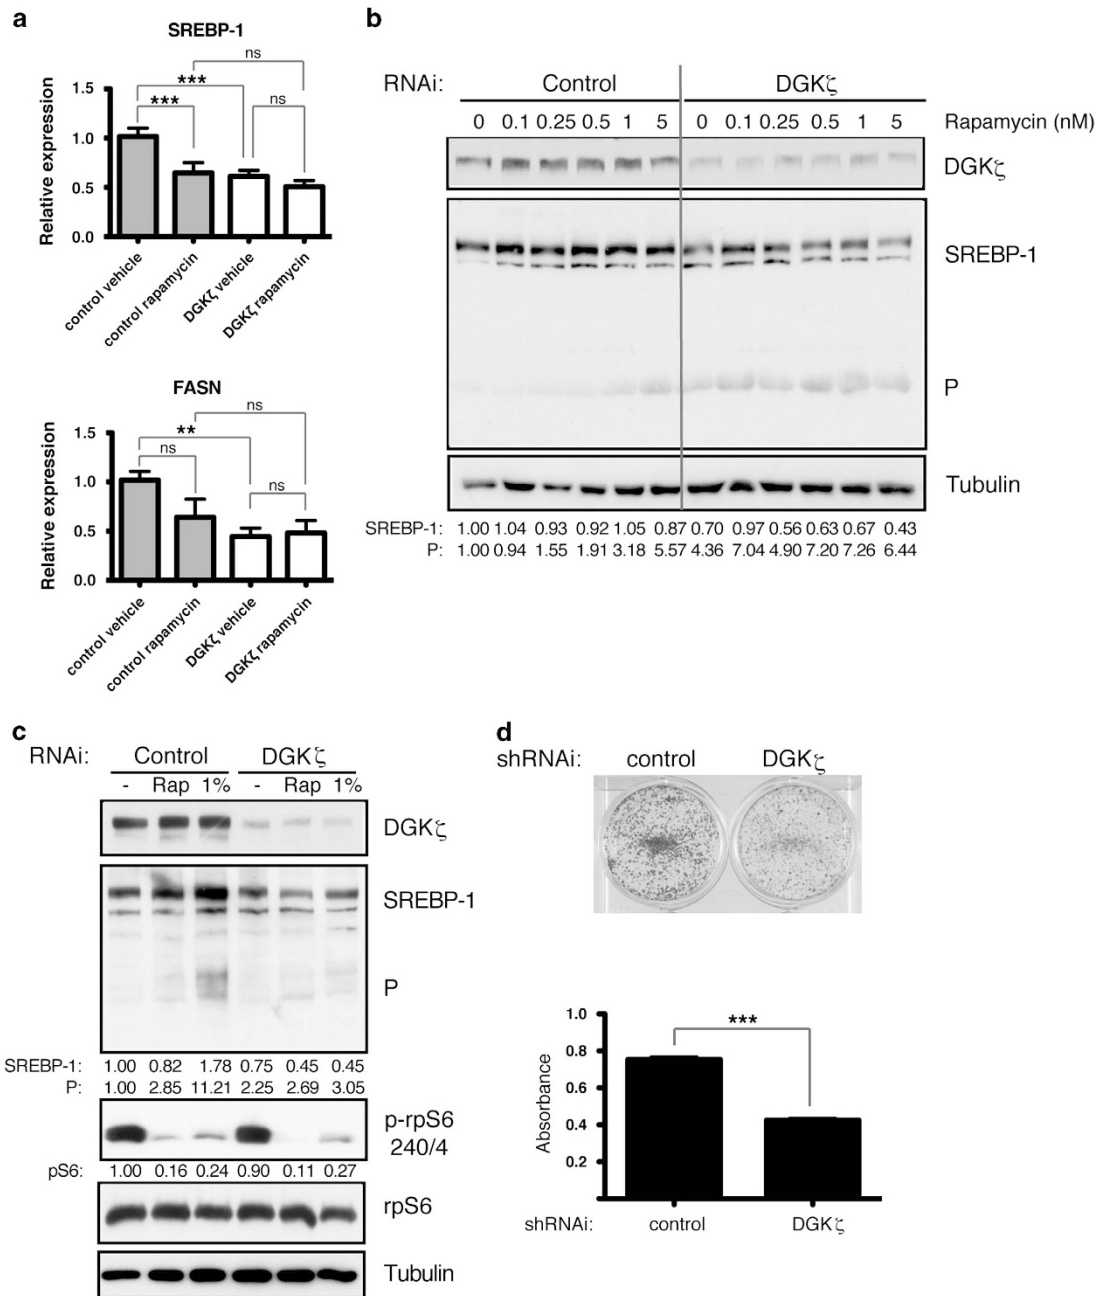 a
SREBP-1
ns
***
***
ns
1.5
1.0
0.5
0.0
Relative expression
control vehicle
control rapamycin
DGKζ vehicle
DGKζ rapamycin
FASN
ns
**
ns
ns
1.5
1.0
0.5
0.0
Relative expression
control vehicle
control rapamycin
DGKζ vehicle
DGKζ rapamycin
b
RNAi: Control DGKζ
0 0.1 0.25 0.5 1 5 0 0.1 0.25 0.5 1 5 Rapamycin (nM)
DGKζ
SREBP-1
P
Tubulin
SREBP-1: 1.00 1.04 0.93 0.92 1.05 0.87 0.70 0.97 0.56 0.63 0.67 0.43
P: 1.00 0.94 1.55 1.91 3.18 5.57 4.36 7.04 4.90 7.20 7.26 6.44
c
RNAi: Control DGKζ
- Rap 1% - Rap 1%
DGKζ
SREBP-1
P
SREBP-1: 1.00 0.82 1.78 0.75 0.45 0.45
P: 1.00 2.85 11.21 2.25 2.69 3.05
p-rpS6
240/4
pS6: 1.00 0.16 0.24 0.90 0.11 0.27
rpS6
Tubulin
d
shRNAi: control DGKζ
***
1.0
0.8
0.6
0.4
0.2
Absorbance
shRNAi: control DGKζ